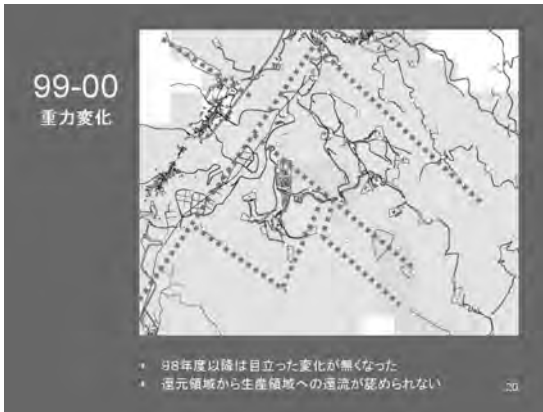 99-00
重力変化
• 98年度以降は目立った変化が無くなった
• 還元領域から生産領域への還流が認められない
20